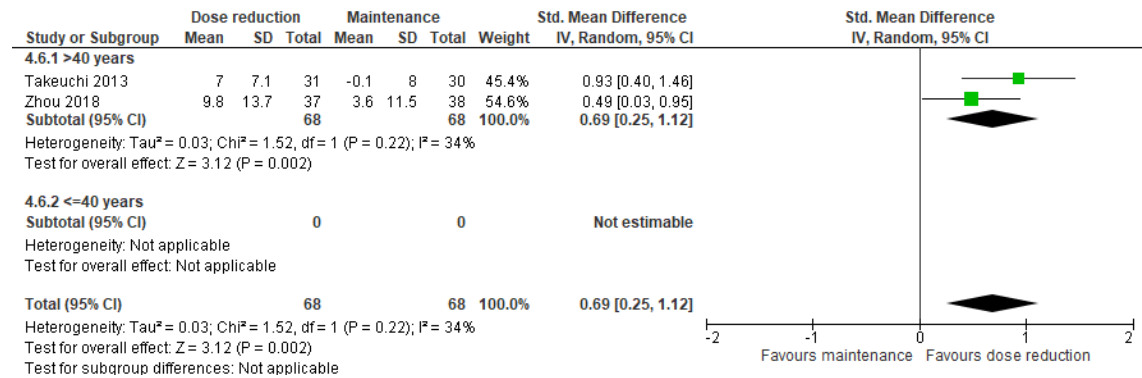 Dose reduction Maintenance Std. Mean Difference Std. Mean Difference
Study or Subgroup Mean SD Total Mean SD Total Weight IV, Random, 95% CI IV, Random, 95% CI
4.6.1 >40 years
Takeuchi 2013 7 7.1 31 -0.1 8 30 45.4% 0.93 [0.40, 1.46]
Zhou 2018 9.8 13.7 37 3.6 11.5 38 54.6% 0.49 [0.03, 0.95]
Subtotal (95% CI) 68 68 100.0% 0.69 [0.25, 1.12]
Heterogeneity: Tau² = 0.03; Chi² = 1.52, df = 1 (P = 0.22); I² = 34%
Test for overall effect: Z = 3.12 (P = 0.002)
4.6.2 <=40 years
Subtotal (95% CI) 0 0 Not estimable
Heterogeneity: Not applicable
Test for overall effect: Not applicable
Total (95% CI) 68 68 100.0% 0.69 [0.25, 1.12]
Heterogeneity: Tau² = 0.03; Chi² = 1.52, df = 1 (P = 0.22); I² = 34%
Test for overall effect: Z = 3.12 (P = 0.002)
Test for subgroup differences: Not applicable
-2 -1 0 1 2
Favours maintenance Favours dose reduction